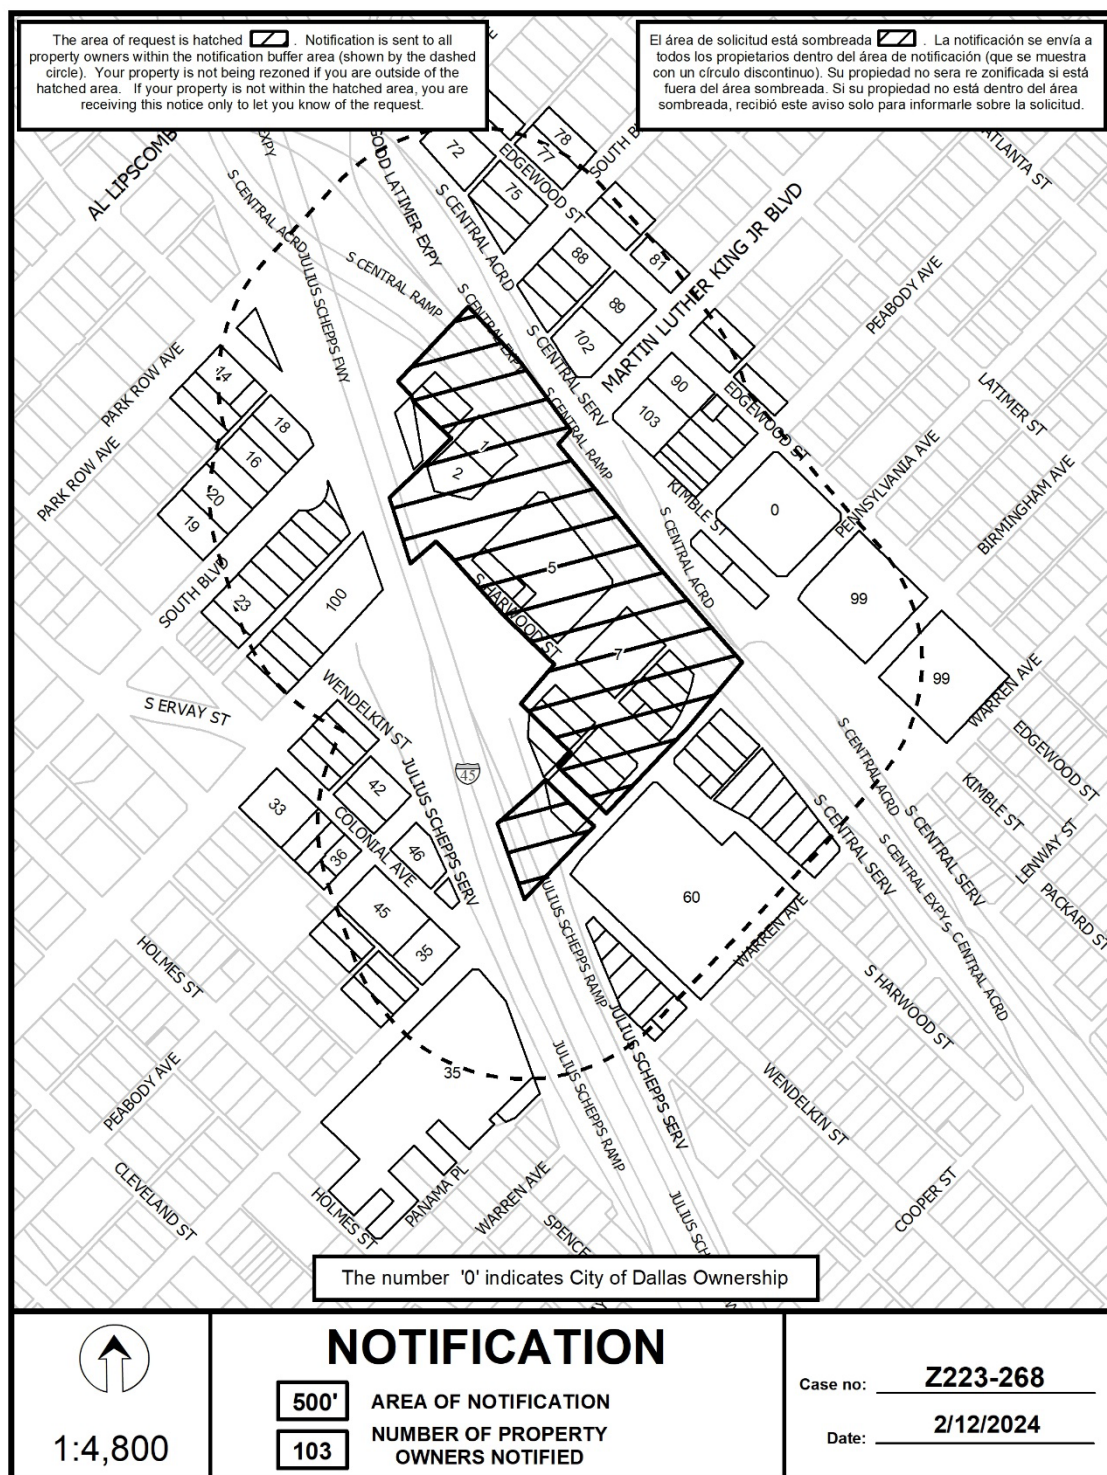 The area of request is hatched . Notification is sent to all
property owners within the notification buffer area (shown by the dashed
circle). Your property is not being rezoned if you are outside of the
hatched area. If your property is not within the hatched area, you are
receiving this notice only to let you know of the request.
El área de solicitud está sombreada . La notificación se envía a
todos los propietarios dentro del área de notificación (que se muestra
con un círculo discontinuo). Su propiedad no sera re zonificada si está
fuera del área sombreada. Si su propiedad no está dentro del área
sombreada, recibió este aviso solo para informarle sobre la solicitud.
AL LIPSCOMB
EXPY
GOOD LATIMER EXPY
72
78
77
EDGEWOOD ST
75
ATLANTA ST
S CENTRAL ACRD
S CENTRAL ACRD
S CENTRAL RAMP
JULIUS SCHEPPS FWY
S CENTRAL EXPY
S CENTRAL SERV
88
81
89
102
MARTIN LUTHER KING JR BLVD
PEABODY AVE
PARK ROW AVE
PARK ROW AVE
14
18
16
20
19
90
103
EDGEWOOD ST
LATIMER ST
PENNSYLVANIA AVE
BIRMINGHAM AVE
KIMBLE ST
S CENTRAL RAMP
S CENTRAL ACRD
0
1
2
5
S HARWOOD ST
7
99
99
WARREN AVE
SOUTH BLVD
23
100
S ERVAY ST
WENDELKIN ST
JULIUS SCHEPPS SERV
45
42
33
COLONIAL AVE
36
46
45
35
S CENTRAL ACRD
S CENTRAL SERV
S CENTRAL SERV
S CENTRAL EXPY
S CENTRAL ACRD
EDGEWOOD ST
KIMBLE ST
LENWAY ST
PACKARD ST
60
WARREN AVE
S HARWOOD ST
JULIUS SCHEPPS RAMP
JULIUS SCHEPPS SERV
JULIUS SCHEPPS RAMP
HOLMES ST
PEABODY AVE
35
WENDELKIN ST
CLEVELAND ST
HOLMES ST
PANAMA PL
WARREN AVE
SPENCE
COOPER ST
The number '0' indicates City of Dallas Ownership
1:4,800
NOTIFICATION
500' AREA OF NOTIFICATION
103 NUMBER OF PROPERTY
OWNERS NOTIFIED
Case no: Z223-268
Date: 2/12/2024